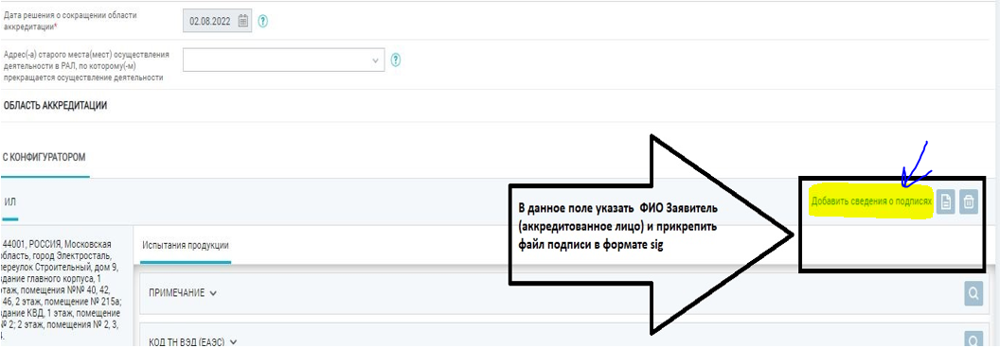 Дата решения о сокращении области
аккредитации*
02.08.2022
?
Адрес(-а) старого места(мест) осуществления
деятельности в РАЛ, по которому(-м)
прекращается осуществление деятельности
?
ОБЛАСТЬ АККРЕДИТАЦИИ
С КОНФИГУРАТОРОМ
ИЛ
Добавить сведения о подписях
В данное поле указать ФИО Заявитель
(аккредитованное лицо) и прикрепить
файл подписи в формате sig
44001, РОССИЯ, Московская
область, город Электросталь,
переулок Строительный, дом 9,
здание главного корпуса, 1
этаж, помещения №№ 40, 42,
46, 2 этаж, помещение № 215а;
здание КВД, 1 этаж, помещение
№ 2; 2 этаж, помещения № 2, 3,
4.
Испытания продукции
ПРИМЕЧАНИЕ
КОД ТН ВЭД (ЕАЭС)